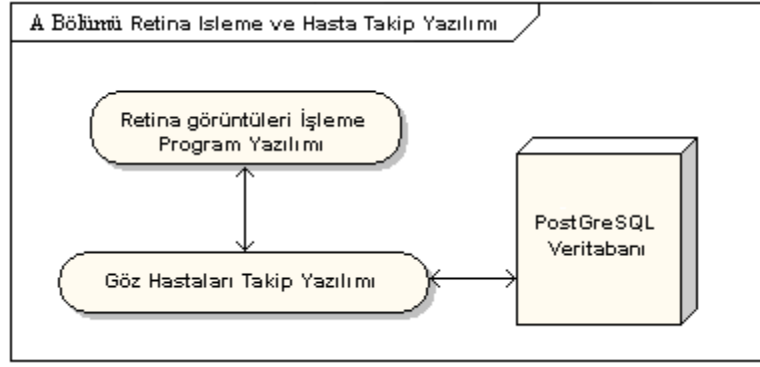 A Bölümü Retina Isleme ve Hasta Takip Yazılımı
Retina görüntüleri İşleme
Program Yazılımı
PostGreSQL
Veritabanı
Göz Hastaları Takip Yazılımı